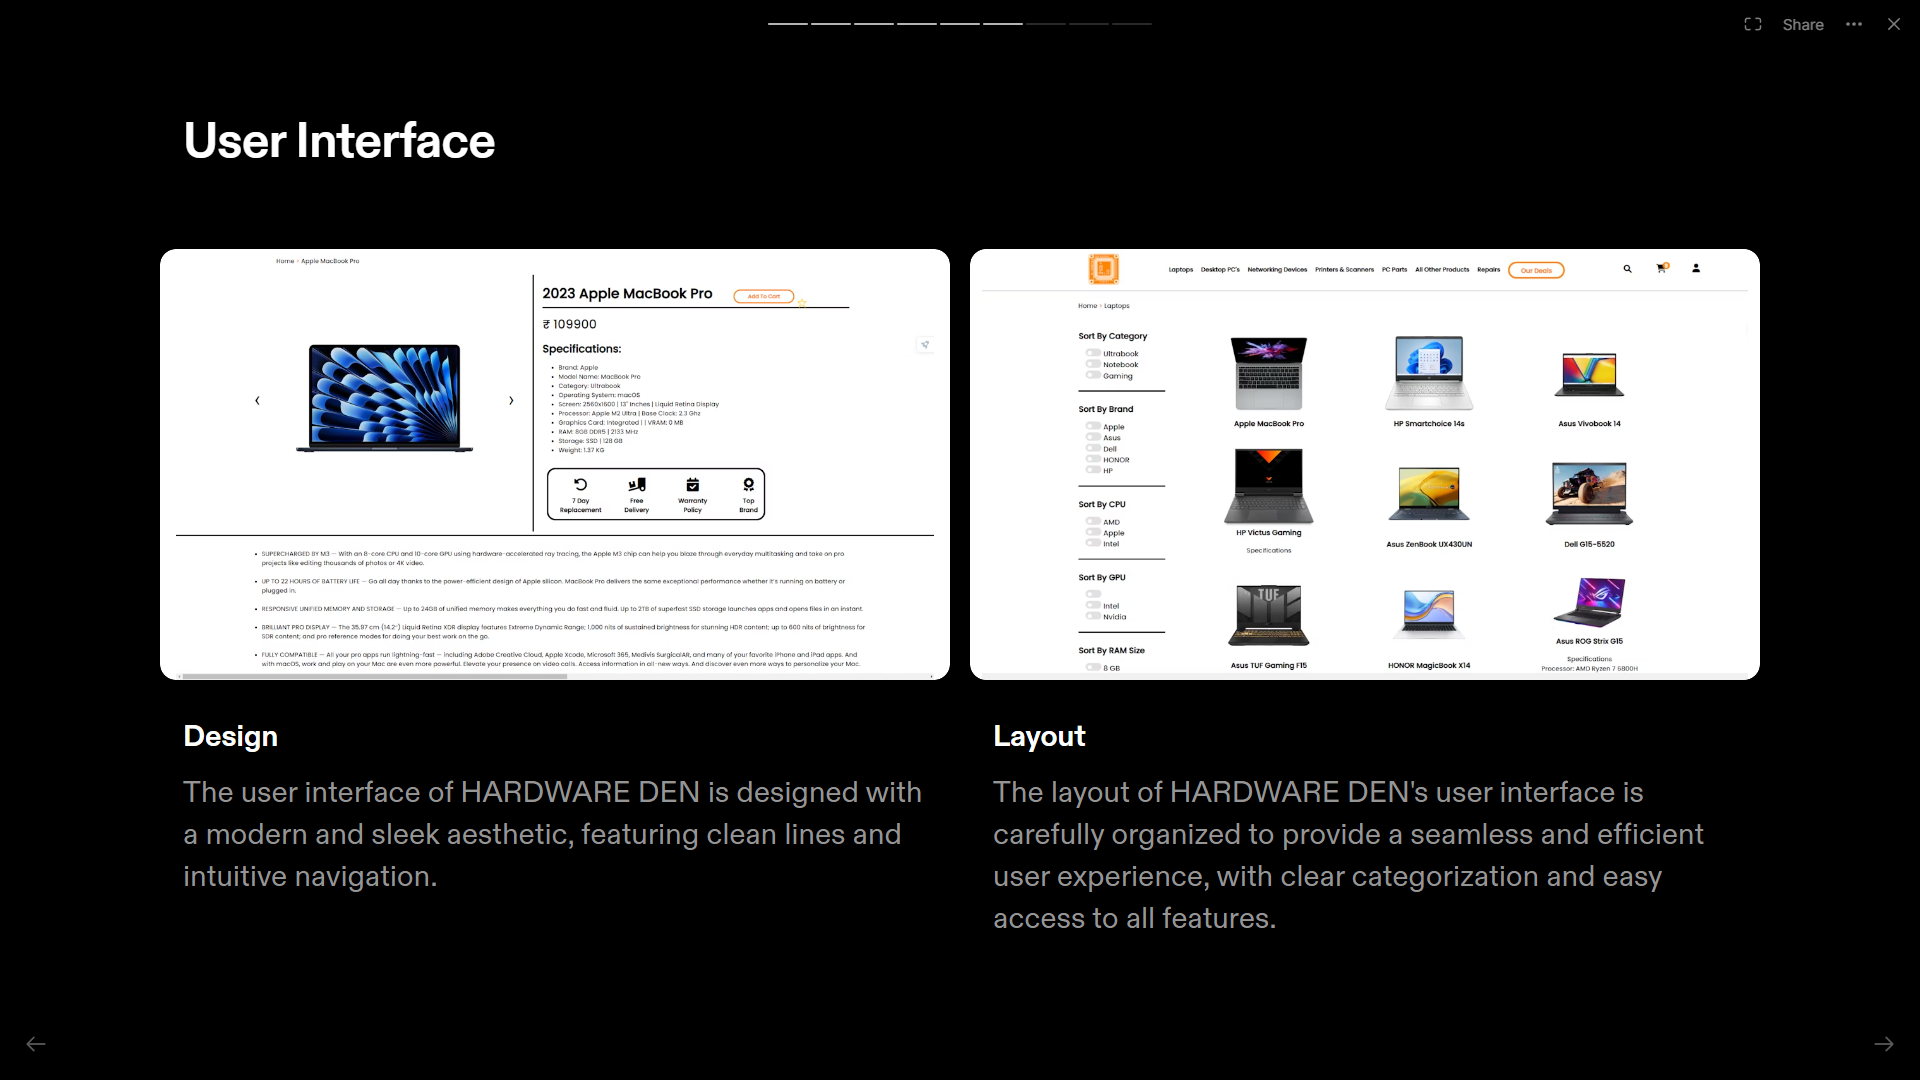 Share
User Interface
Home > Apple MacBook Pro
2023 Apple MacBook Pro
Add To Cart
₹ 109900
Specifications:
• Brand: Apple
• Model Name: MacBook Pro
• Category: Ultrabook
• Operating System: macOS
• Screen: 2560x1600 | 13" Inches | Liquid Retina Display
• Processor: Apple M2 Ultra | Base Clock: 2.3 Ghz
• Graphics Card: Integrated | | VRAM: 0 MB
• RAM: 8GB DDR5 | 2133 MHz
• Storage: SSD | 128 GB
• Weight: 1.37 KG
7 Day
Replacement
Free
Delivery
Warranty
Policy
Top
Brand
• SUPERCHARGED BY M3 — With an 8-core CPU and 10-core GPU using hardware-accelerated ray tracing, the Apple M3 chip can help you blaze through everyday multitasking and take on pro
projects like editing thousands of photos or 4K video.
• UP TO 22 HOURS OF BATTERY LIFE — Go all day thanks to the power-efficient design of Apple silicon. MacBook Pro delivers the same exceptional performance whether it's running on battery or
plugged in.
• RESPONSIVE UNIFIED MEMORY AND STORAGE — Up to 24GB of unified memory makes everything you do fast and fluid. Up to 2TB of superfast SSD storage launches apps and opens files in an instant.
• BRILLIANT PRO DISPLAY — The 35.97 cm (14.2") Liquid Retina XDR display features Extreme Dynamic Range; 1,000 nits of sustained brightness for stunning HDR content; up to 600 nits of brightness for
SDR content; and pro reference modes for doing your best work on the go.
• FULLY COMPATIBLE — All your pro apps run lightning-fast — including Adobe Creative Cloud, Apple Xcode, Microsoft 365, Medivis SurgicalAR, and many of your favorite iPhone and iPad apps. And
with macOS, work and play on your Mac are even more powerful. Elevate your presence on video calls. Access information in all-new ways. And discover even more ways to personalize your Mac.
Laptops Desktop PC's Networking Devices Printers & Scanners PC Parts All Other Products Repairs Our Deals
Home > Laptops
Sort By Category
Ultrabook
Notebook
Gaming
Sort By Brand
Apple
Asus
Dell
HONOR
HP
Sort By CPU
AMD
Apple
Intel
Sort By GPU
Intel
Nvidia
Sort By RAM Size
8 GB
Apple MacBook Pro
HP Smartchoice 14s
Asus Vivobook 14
HP Victus Gaming
Specifications
Asus ZenBook UX430UN
Dell G15-5520
TUF
Asus TUF Gaming F15
HONOR MagicBook X14
Asus ROG Strix G15
Specifications
Processor: AMD Ryzen 7 6800H
Design
The user interface of HARDWARE DEN is designed with
a modern and sleek aesthetic, featuring clean lines and
intuitive navigation.
Layout
The layout of HARDWARE DEN's user interface is
carefully organized to provide a seamless and efficient
user experience, with clear categorization and easy
access to all features.